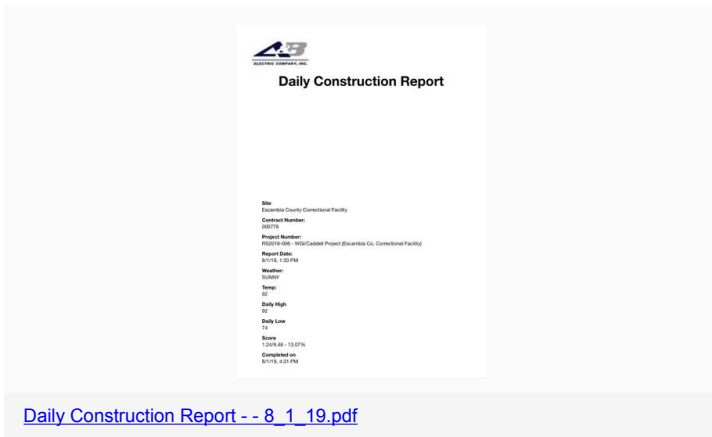 A&B
ELECTRIC COMPANY, INC.
Daily Construction Report
Site
Escambia County Correctional Facility
Contract Number:
000776
Project Number:
RS2018-006 - WGI/Caddell Project (Escambia Co. Correctional Facility)
Report Date:
8/1/19, 1:33 PM
Weather:
SUNNY
Temp:
92
Daily High
92
Daily Low
74
Score
1.24/9.48 - 13.07%
Completed on
8/1/19, 4:31 PM
Daily Construction Report - - 8_1_19.pdf